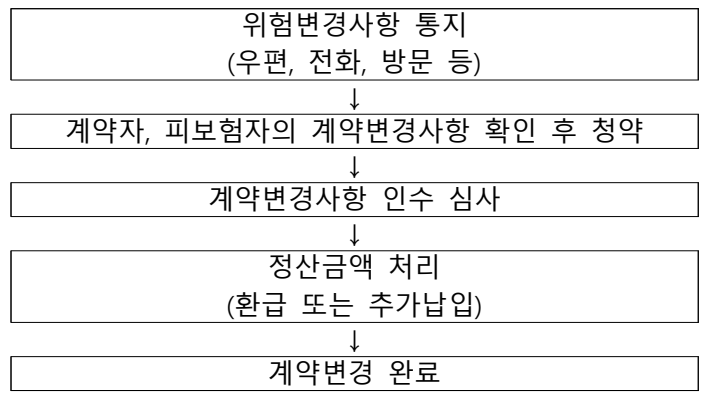 위험변경사항 통지
(우편, 전화, 방문 등)
↓
계약자, 피보험자의 계약변경사항 확인 후 청약
↓
계약변경사항 인수 심사
↓
정산금액 처리
(환급 또는 추가납입)
↓
계약변경 완료